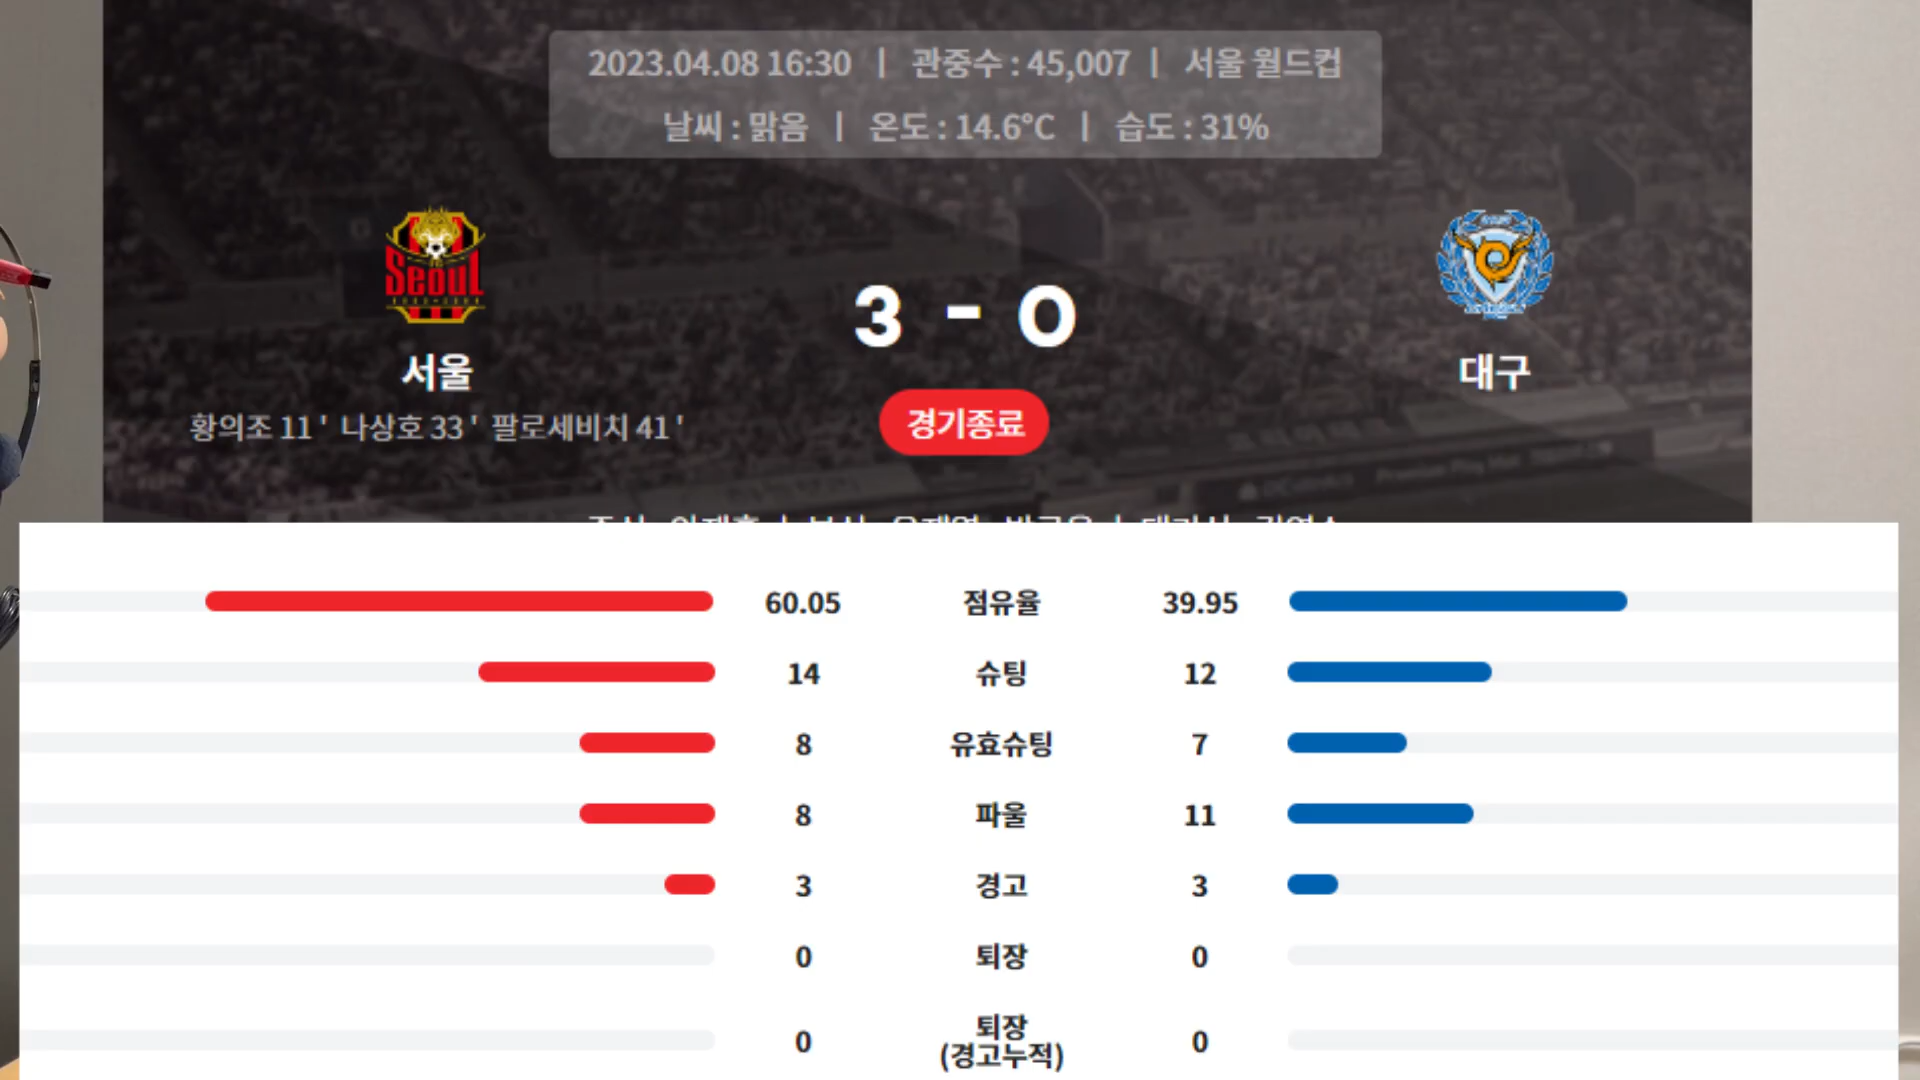 2023.04.08 16:30 | 관중수 : 45,007 | 서울 월드컵
날씨 : 맑음 | 온도 : 14.6°C | 습도 : 31%
Seoul
3 - 0
서울
대구
황의조 11 ' 나상호 33 ' 팔로세비치 41 '
경기종료
60.05 점유율 39.95
14 슈팅 12
8 유효슈팅 7
8 파울 11
3 경고 3
0 퇴장 0
0 퇴장 (경고누적) 0